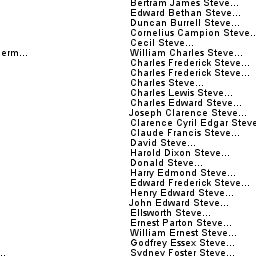 Bertram James Steve...
Edward Bethan Steve...
Duncan Burrell Steve...
Cornelius Campion Steve..
Cecil Steve...
erm... William Charles Steve...
Charles Frederick Steve...
Charles Frederick Steve...
Charles Steve...
Charles Lewis Steve...
Charles Edward Steve...
Joseph Clarence Steve...
Clarence Cyril Edgar Steve
Claude Francis Steve...
David Steve...
Harold Dixon Steve...
Donald Steve...
Harry Edmond Steve...
Edward Frederick Steve...
Henry Edward Steve...
John Edward Steve...
Ellsworth Steve...
Ernest Parton Steve...
William Ernest Steve...
Godfrey Essex Steve...
.. Sydney Foster Steve...